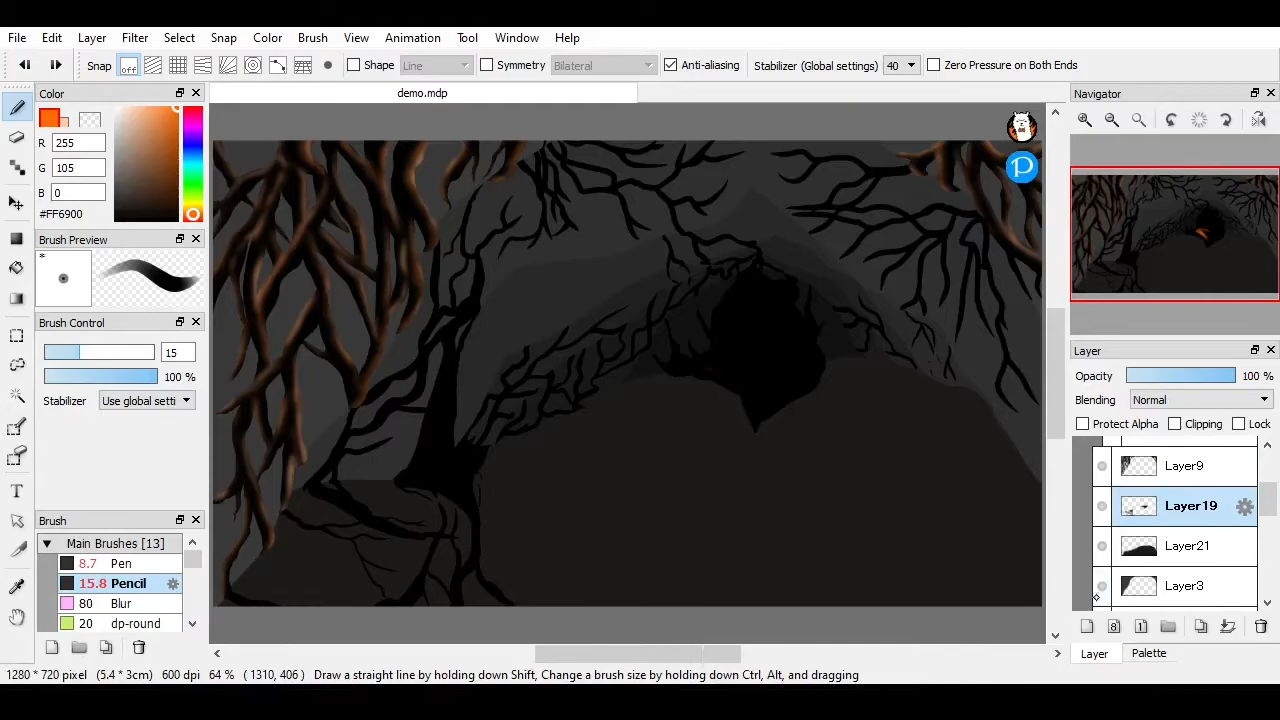 File Edit Layer Filter Select Snap Color Brush View Animation Tool Window Help
Snap off Shape Line Symmetry Bilateral Anti-aliasing Stabilizer (Global settings) 40 Zero Pressure on Both Ends
Color
demo.mdp
Navigator
R 255
G 105
B 0
#FF6900
P
Brush Preview
*
Brush Control
15
100 %
Stabilizer Use global setti
Layer
Opacity 100 %
Blending Normal
Protect Alpha Clipping Lock
Layer9
Layer19
Layer21
Layer3
Brush
Main Brushes [13]
8.7 Pen
15.8 Pencil
80 Blur
20 dp-round
T
8 1
Layer Palette
1280 * 720 pixel (5.4 * 3cm) 600 dpi 64 % ( 1310, 406 ) Draw a straight line by holding down Shift, Change a brush size by holding down Ctrl, Alt, and dragging